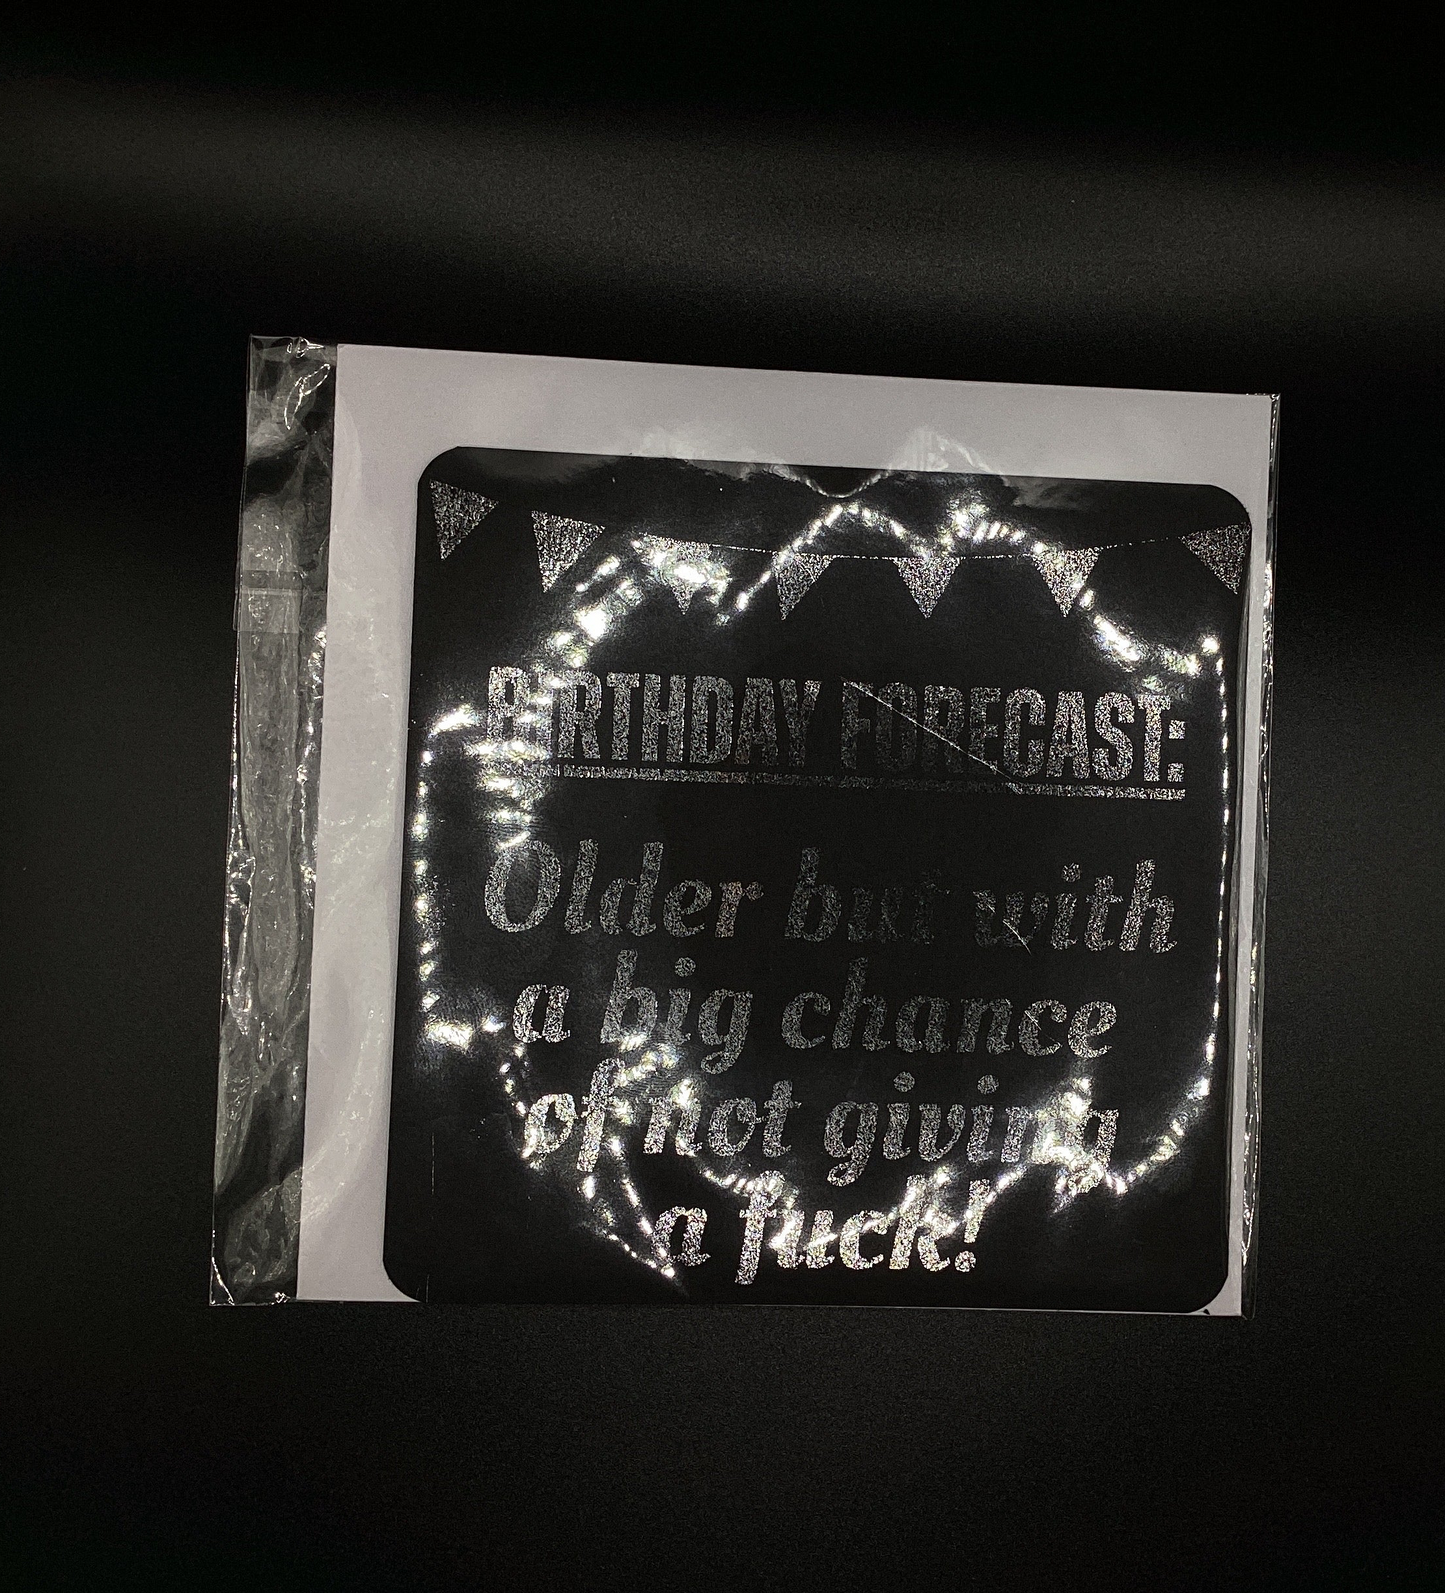 BIRTHDAY FORECAST:
Older but with
a big chance
of not giving
a fuck!